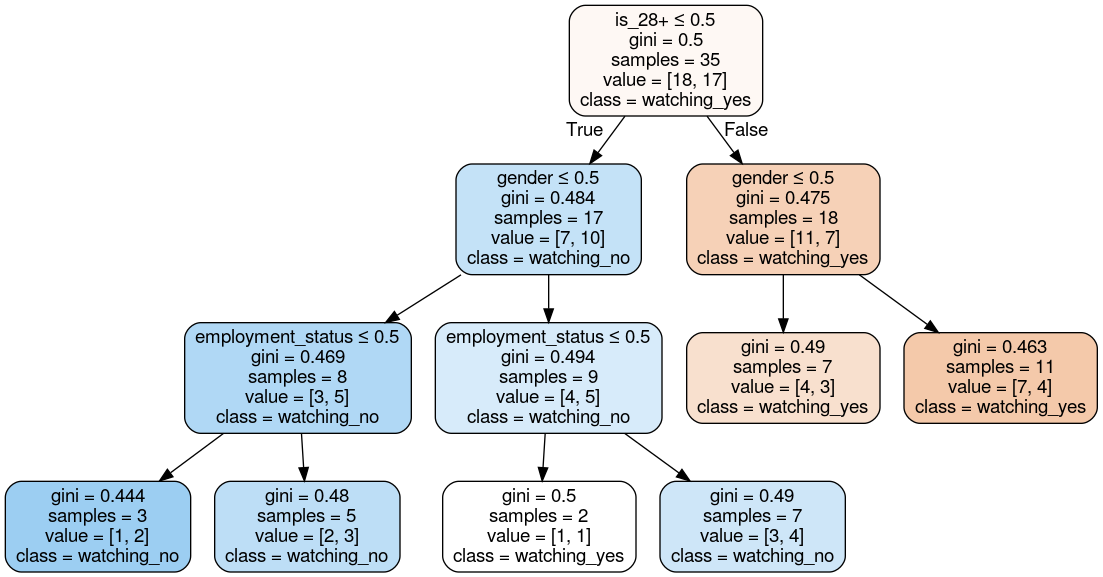 is_28+ ≤ 0.5
gini = 0.5
samples = 35
value = [18, 17]
class = watching_yes
True
False
gender ≤ 0.5
gini = 0.484
samples = 17
value = [7, 10]
class = watching_no
gender ≤ 0.5
gini = 0.475
samples = 18
value = [11, 7]
class = watching_yes
employment_status ≤ 0.5
gini = 0.469
samples = 8
value = [3, 5]
class = watching_no
employment_status ≤ 0.5
gini = 0.494
samples = 9
value = [4, 5]
class = watching_no
gini = 0.49
samples = 7
value = [4, 3]
class = watching_yes
gini = 0.463
samples = 11
value = [7, 4]
class = watching_yes
gini = 0.444
samples = 3
value = [1, 2]
class = watching_no
gini = 0.48
samples = 5
value = [2, 3]
class = watching_no
gini = 0.5
samples = 2
value = [1, 1]
class = watching_yes
gini = 0.49
samples = 7
value = [3, 4]
class = watching_no